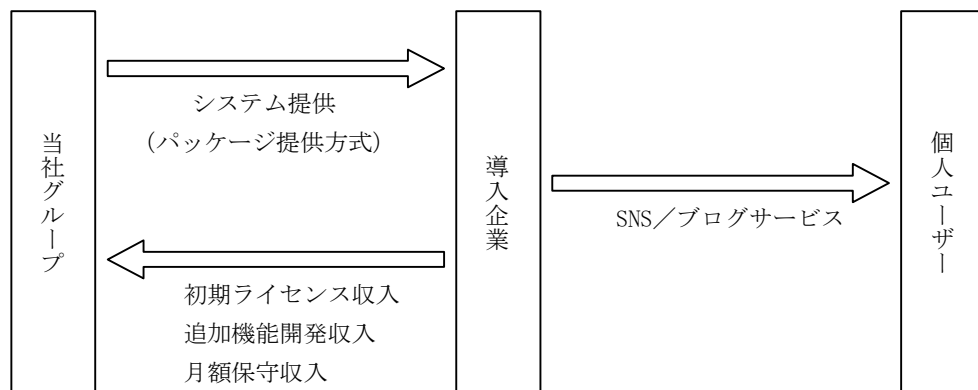 当社グループ
システム提供
(パッケージ提供方式)
初期ライセンス収入
追加機能開発収入
月額保守収入
導入企業
SNS／ブログサービス
個人ユーザー